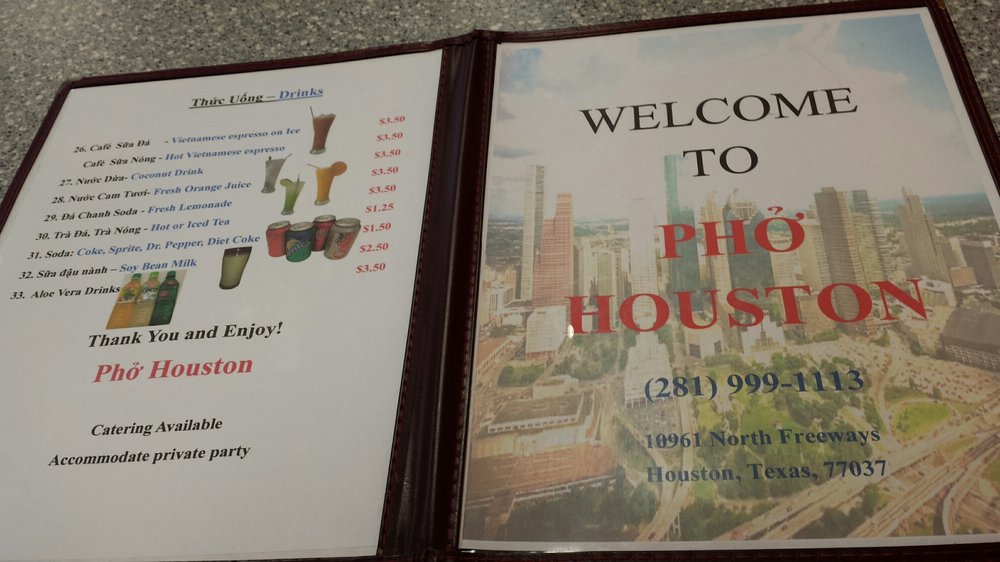 Thức Uống – Drinks
26. Café Sữa Đá - Vietnamese espresso on Ice $3.50
Café Sữa Nóng - Hot Vietnamese espresso $3.50
27. Nước Dừa- Coconut Drink $3.50
28. Nước Cam Tươi- Fresh Orange Juice $3.50
29. Đá Chanh Soda - Fresh Lemonade $3.50
30. Trà Đá, Trà Nóng - Hot or Iced Tea $1.25
31. Soda: Coke, Sprite, Dr. Pepper, Diet Coke $1.50
32. Sữa đậu nành – Soy Bean Milk $2.50
33. Aloe Vera Drinks $3.50
Thank You and Enjoy!
Phở Houston
Catering Available
Accommodate private party
WELCOME
TO
PHỞ
HOUSTON
(281) 999-1113
10961 North Freeways
Houston, Texas, 77037